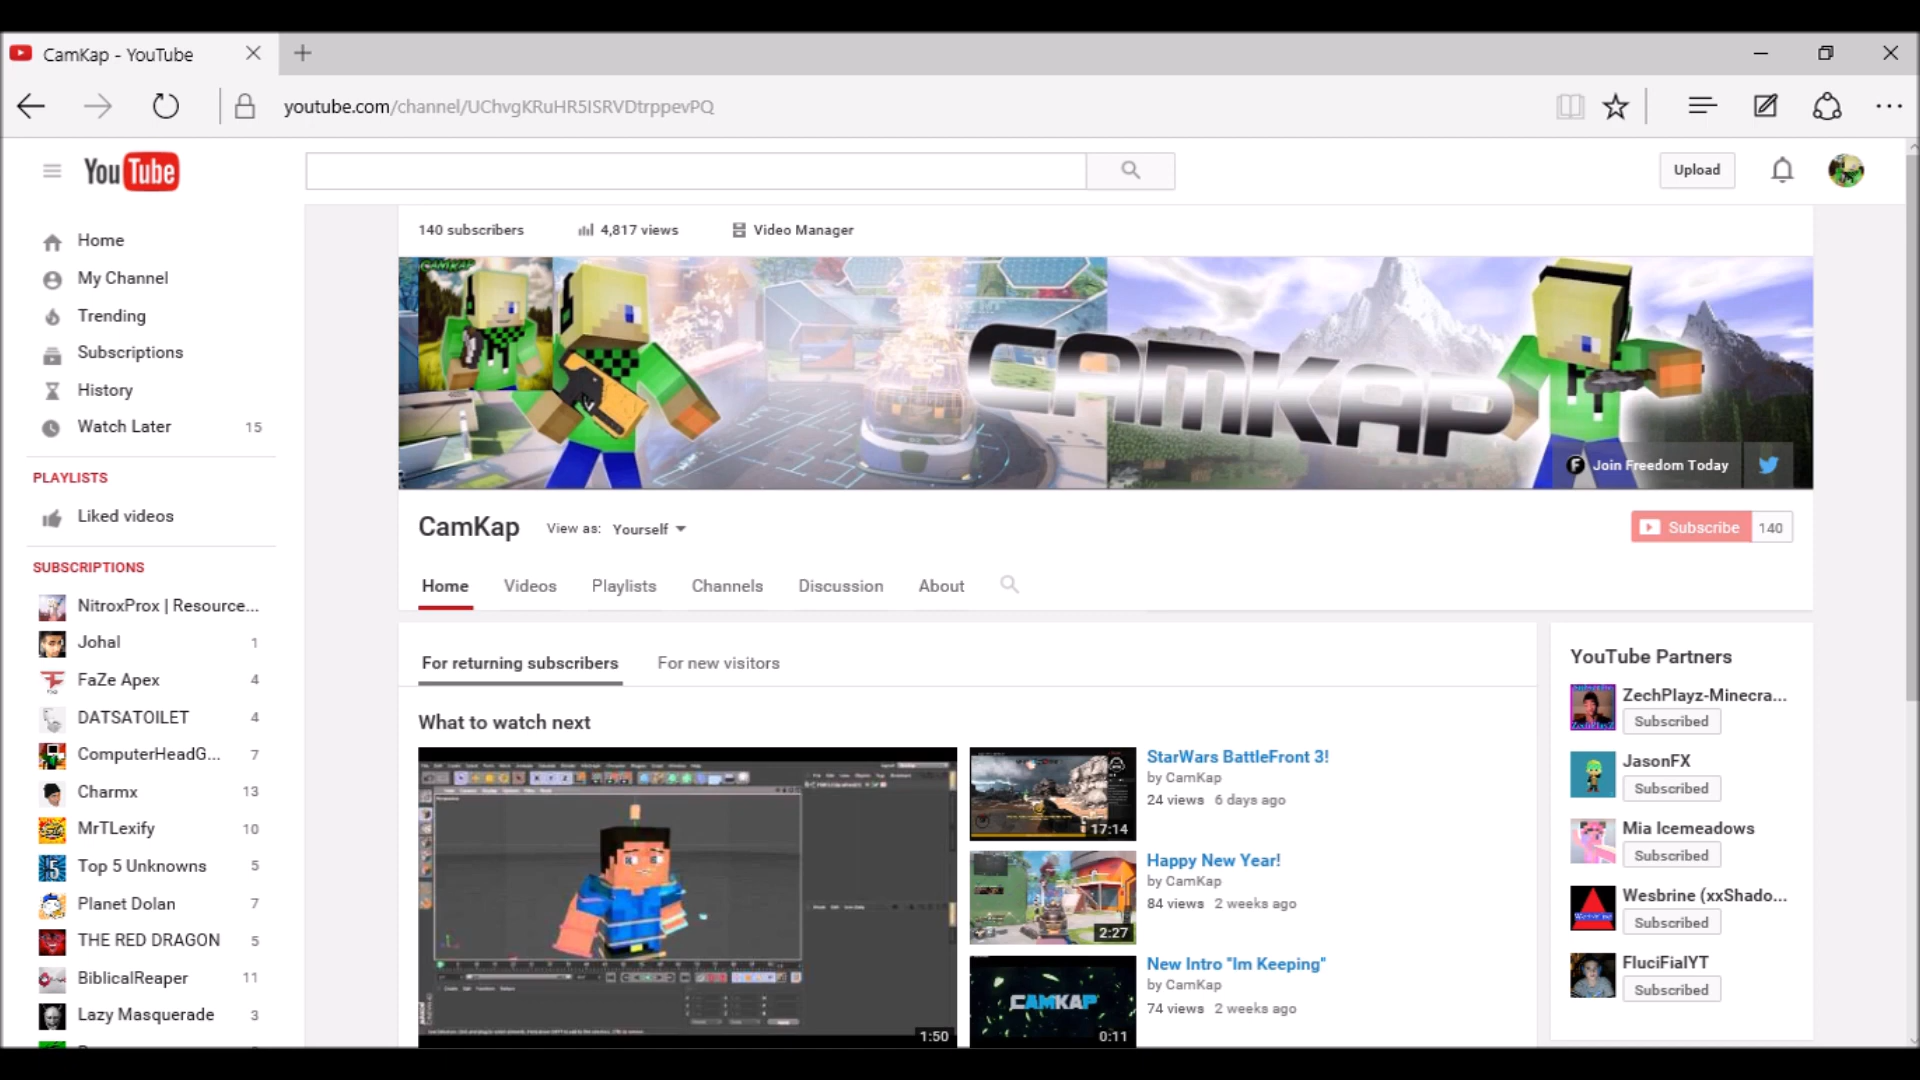 CamKap - YouTube
youtube.com/channel/UChvgKRuHR5ISRVDtrppevPQ
YouTube
Upload
Home
My Channel
Trending
Subscriptions
History
Watch Later 15
PLAYLISTS
Liked videos
SUBSCRIPTIONS
NitroxProx | Resource...
Johal 1
FaZe Apex 4
DATSATOILET 4
ComputerHeadG... 7
Charmx 13
MrTLexify 10
Top 5 Unknowns 5
Planet Dolan 7
THE RED DRAGON 5
BiblicalReaper 11
Lazy Masquerade 3
140 subscribers 4,817 views Video Manager
CAMKAP
CAMKAP
Join Freedom Today
CamKap View as: Yourself
Subscribe 140
Home Videos Playlists Channels Discussion About
For returning subscribers For new visitors
What to watch next
1:50
17:14
StarWars BattleFront 3!
by CamKap
24 views 6 days ago
2:27
Happy New Year!
by CamKap
84 views 2 weeks ago
CAMKAP
0:11
New Intro "Im Keeping"
by CamKap
74 views 2 weeks ago
YouTube Partners
ZechPlayz-Minecra...
Subscribed
JasonFX
Subscribed
Mia Icemeadows
Subscribed
Wesbrine (xxShado...
Subscribed
FluciFialYT
Subscribed